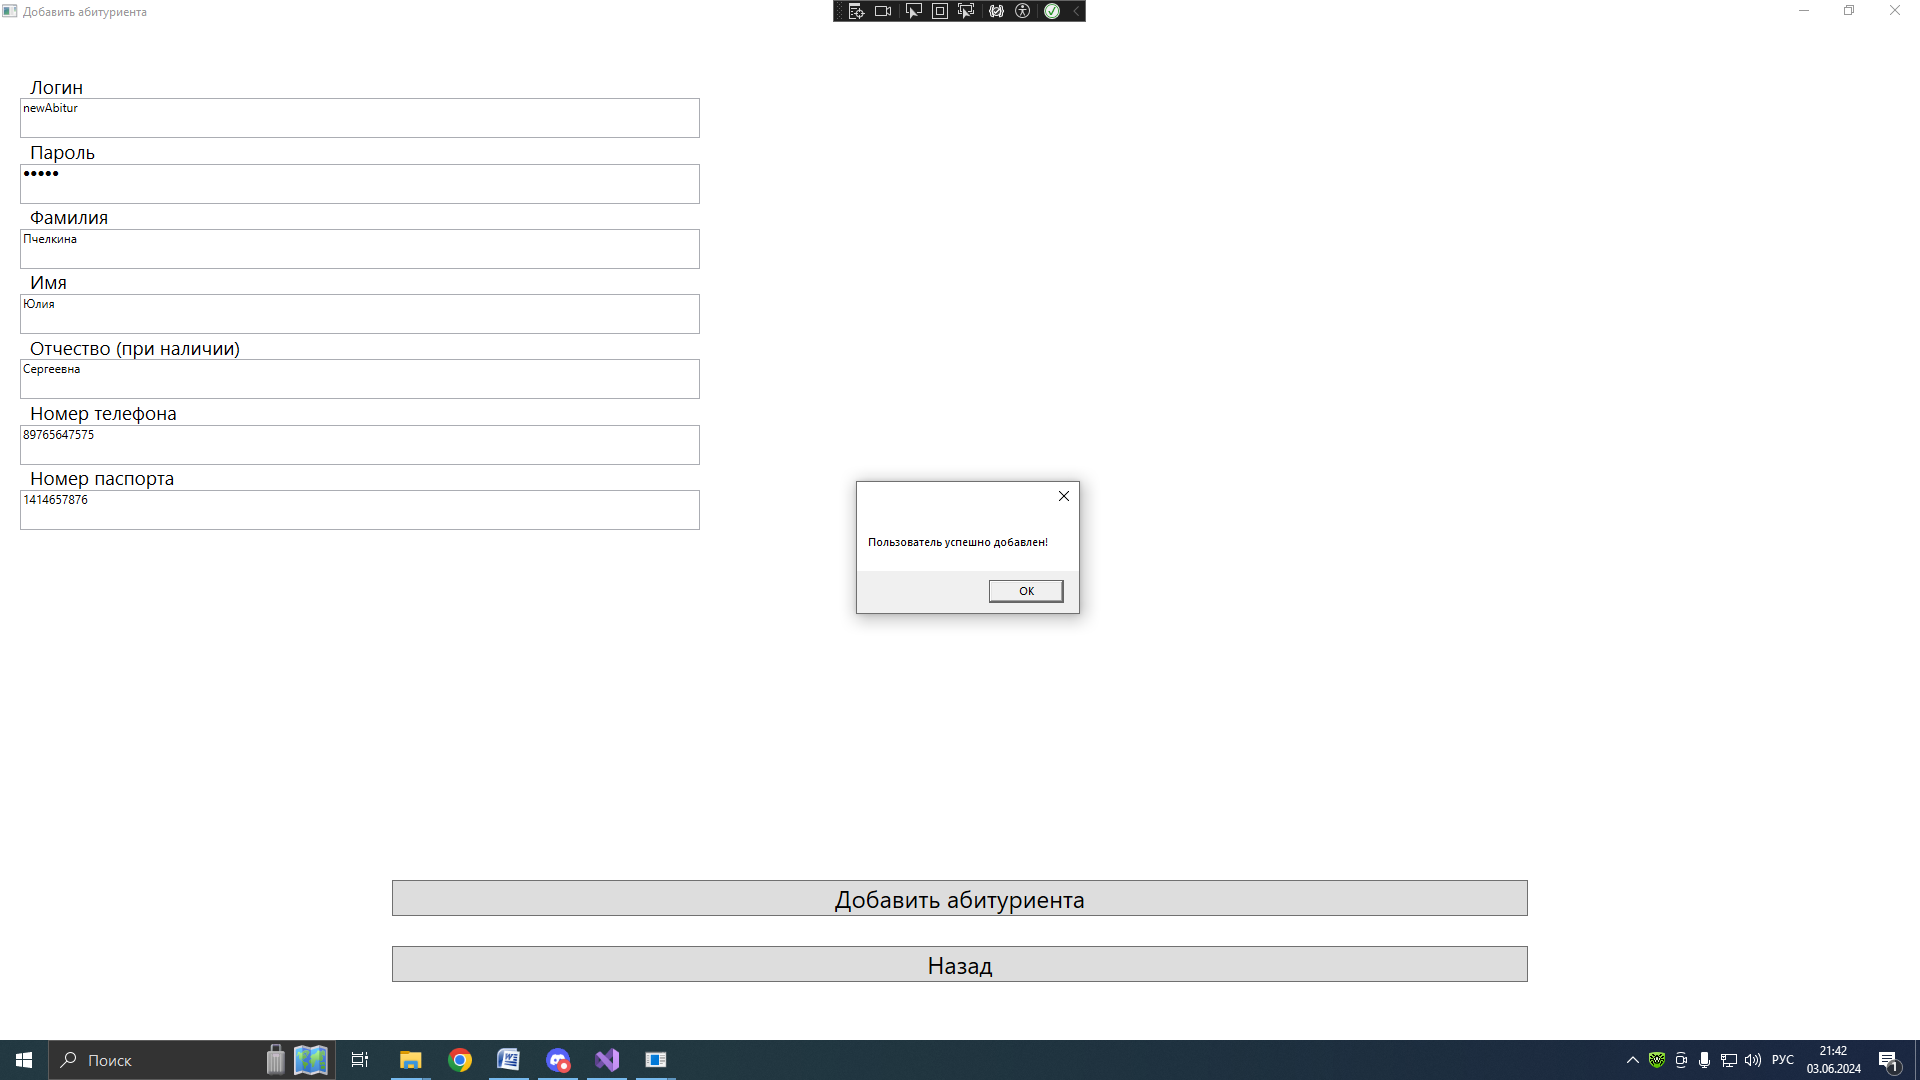 Добавить абитуриента
Логин
newAbitur
Пароль
•••••
Фамилия
Пчелкина
Имя
Юлия
Отчество (при наличии)
Сергеевна
Номер телефона
89765647575
Номер паспорта
1414657876
Пользователь успешно добавлен!
OK
Добавить абитуриента
Назад
Поиск
РУС
21:42
03.06.2024
1